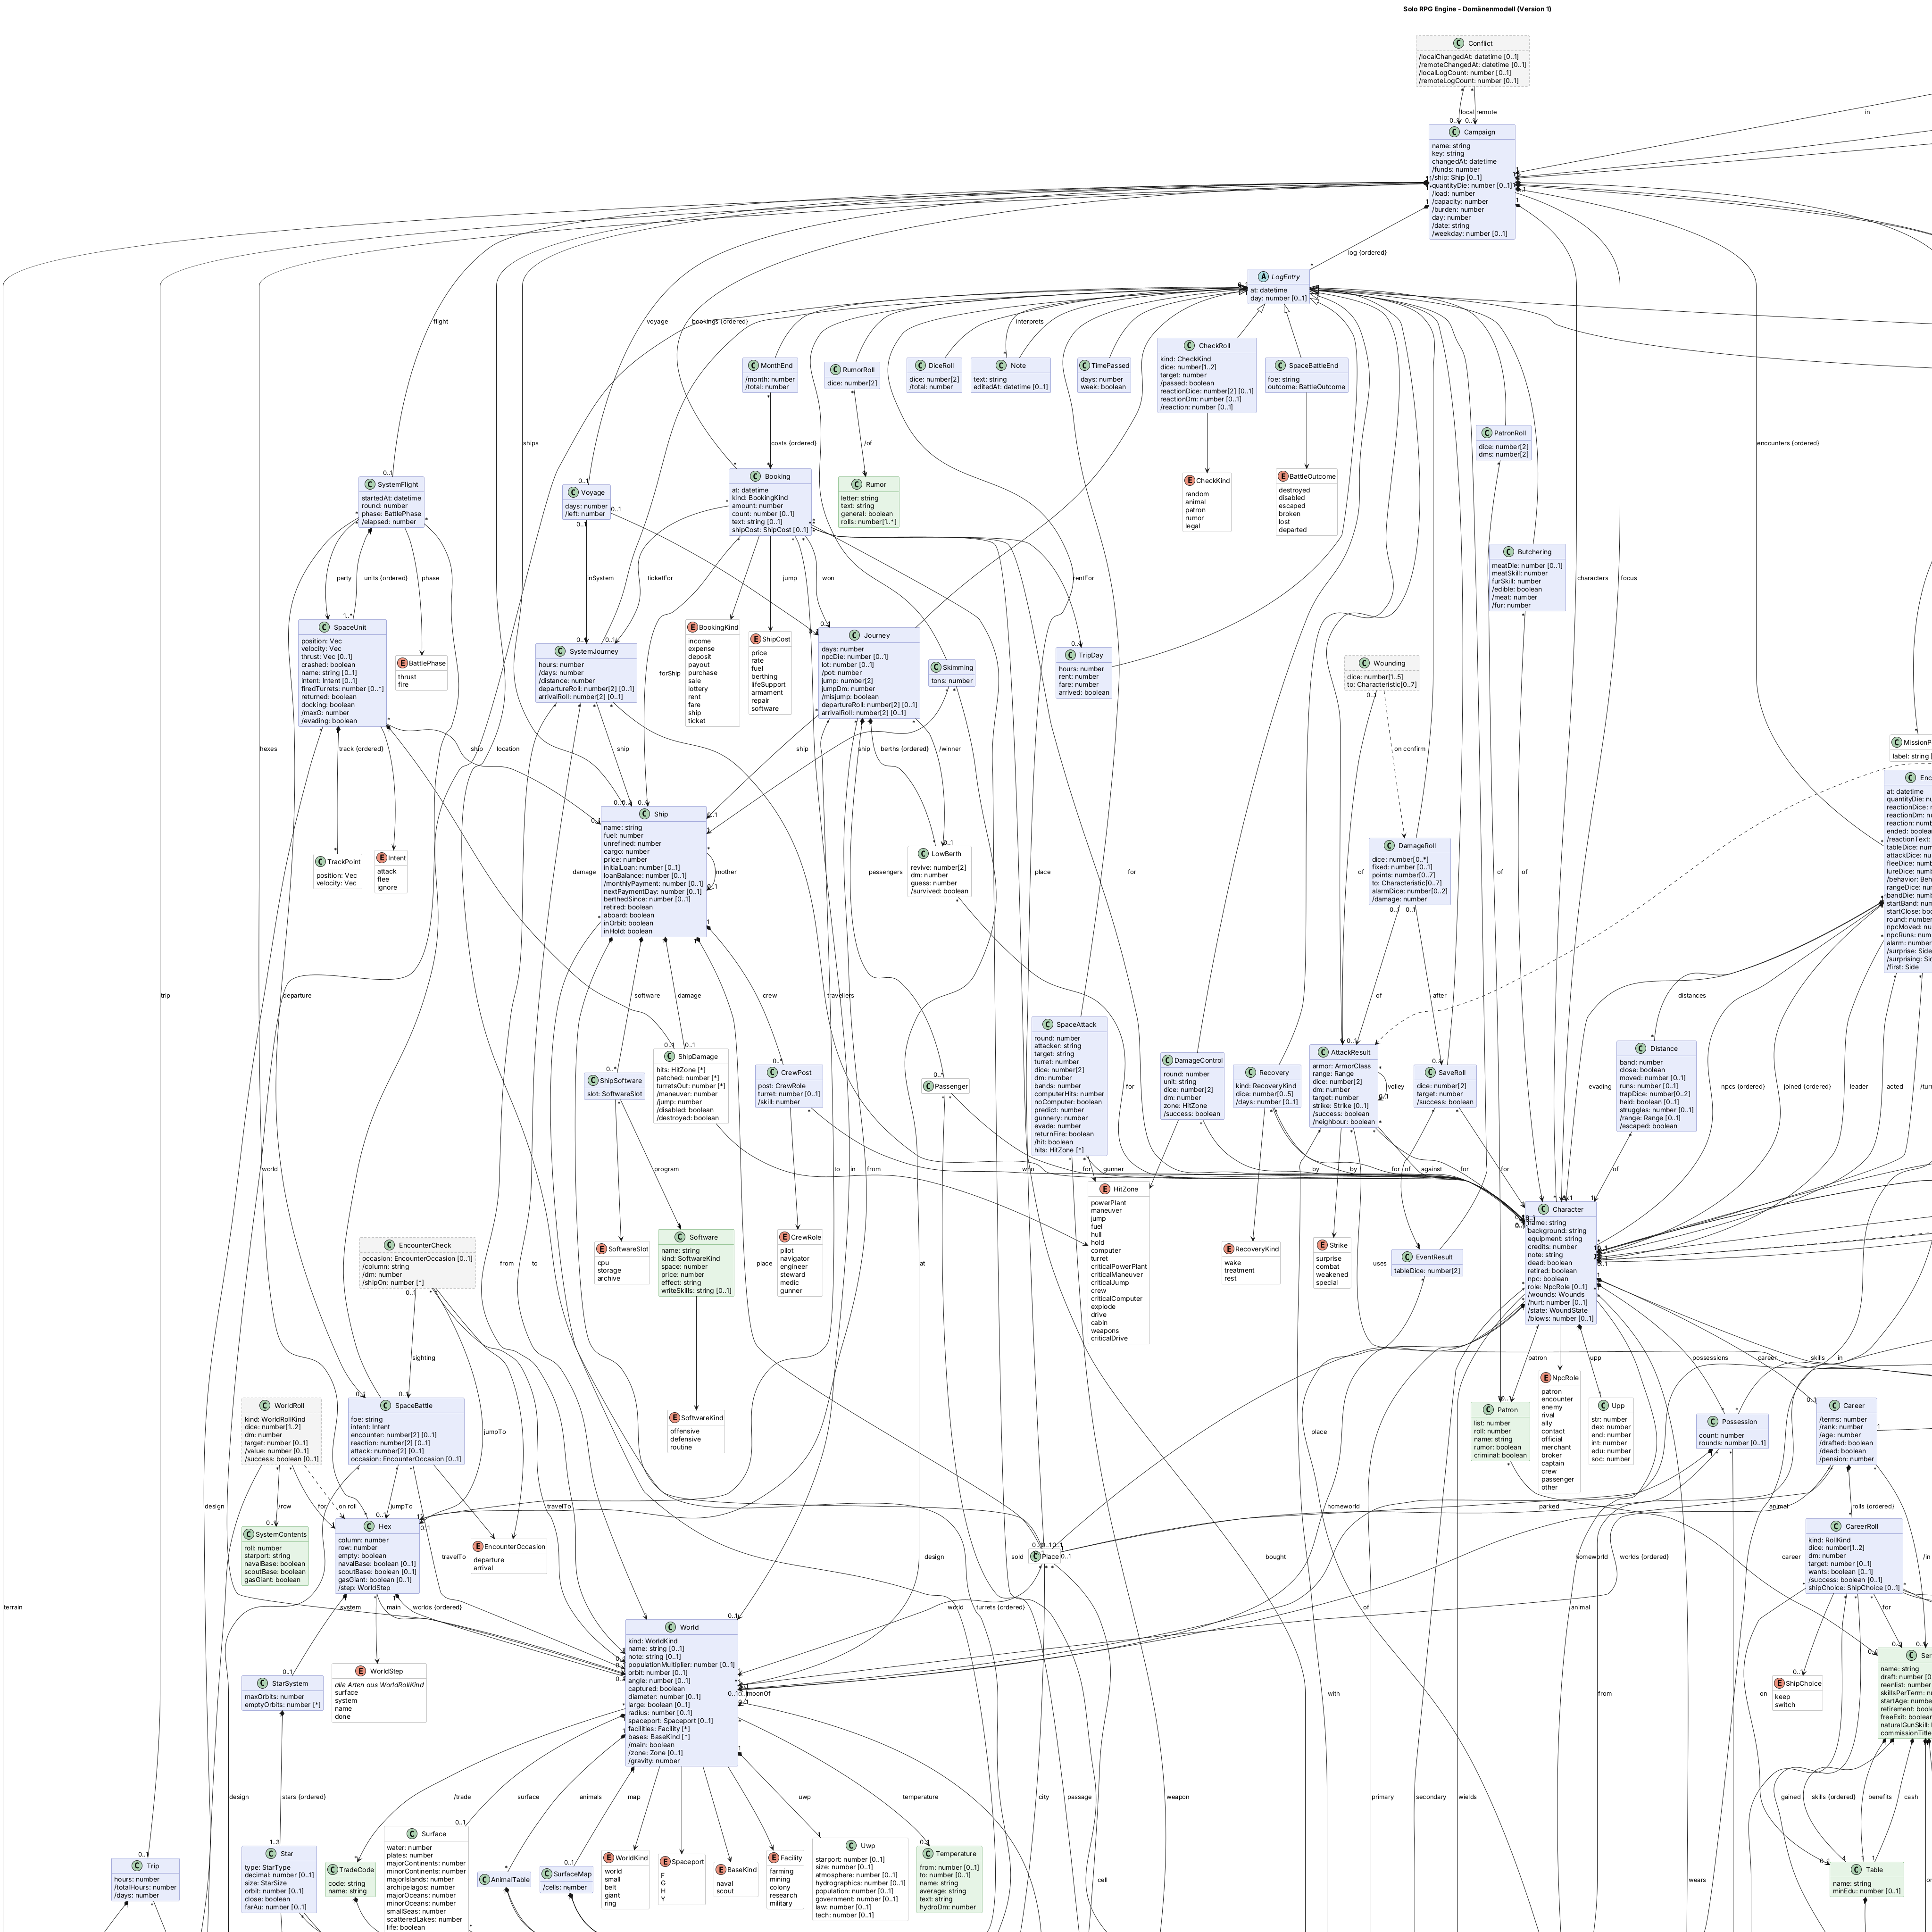 Solo RPG Engine - Domänenmodell (Version 1)
C Conflict
/localChangedAt: datetime [0..1]
/remoteChangedAt: datetime [0..1]
/localLogCount: number [0..1]
/remoteLogCount: number [0..1]
local
remote
in
C Campaign
name: string
key: string
changedAt: datetime
/funds: number
/ship: Ship [0..1]
quantityDie: number [0..1]
/load: number
/capacity: number
/burden: number
day: number
/date: string
/weekday: number [0..1]
log {ordered}
A LogEntry
at: datetime
day: number [0..1]
flight
voyage
bookings {ordered}
interprets
C MonthEnd
/month: number
/total: number
C RumorRoll
dice: number[2]
C DiceRoll
dice: number[2]
/total: number
C Note
text: string
editedAt: datetime [0..1]
C TimePassed
days: number
week: boolean
C CheckRoll
kind: CheckKind
dice: number[1..2]
target: number
/passed: boolean
reactionDice: number[2] [0..1]
reactionDm: number [0..1]
/reaction: number [0..1]
C SpaceBattleEnd
foe: string
outcome: BattleOutcome
C PatronRoll
dice: number[2]
dms: number[2]
ships
costs {ordered}
/of
encounters {ordered}
C SystemFlight
startedAt: datetime
round: number
phase: BattlePhase
/elapsed: number
C Voyage
days: number
/left: number
C Booking
at: datetime
kind: BookingKind
amount: number
count: number [0..1]
text: string [0..1]
shipCost: ShipCost [0..1]
C Rumor
letter: string
text: string
general: boolean
rolls: number[1..*]
E CheckKind
random
animal
patron
rumor
legal
E BattleOutcome
destroyed
disabled
escaped
broken
lost
departed
C Butchering
meatDie: number [0..1]
meatSkill: number
furSkill: number
/edible: boolean
/meat: number
/fur: number
party
units {ordered}
phase
inSystem
ticketFor
jump
won
rentFor
characters
focus
C SpaceUnit
position: Vec
velocity: Vec
thrust: Vec [0..1]
crashed: boolean
name: string [0..1]
intent: Intent [0..1]
firedTurrets: number [0..*]
returned: boolean
docking: boolean
/maxG: number
/evading: boolean
E BattlePhase
thrust
fire
C SystemJourney
hours: number
/days: number
/distance: number
departureRoll: number[2] [0..1]
arrivalRoll: number[2] [0..1]
forShip
E BookingKind
income
expense
deposit
payout
purchase
sale
lottery
rent
fare
ship
ticket
E ShipCost
price
rate
fuel
berthing
lifeSupport
armament
repair
software
C Journey
days: number
npcDie: number [0..1]
lot: number [0..1]
/pot: number
jump: number[2]
jumpDm: number
/misjump: boolean
departureRoll: number[2] [0..1]
arrivalRoll: number[2] [0..1]
C Skimming
tons: number
C TripDay
hours: number
rent: number
fare: number
arrived: boolean
C Wounding
dice: number[1..5]
to: Characteristic[0..7]
hexes
location
track {ordered}
ship
ship
ship
ship
berths {ordered}
/winner
on confirm
C TrackPoint
position: Vec
velocity: Vec
E Intent
attack
flee
ignore
C Ship
name: string
fuel: number
unrefined: number
cargo: number
price: number
initialLoan: number [0..1]
loanBalance: number [0..1]
/monthlyPayment: number [0..1]
nextPaymentDay: number [0..1]
berthedSince: number [0..1]
retired: boolean
aboard: boolean
inOrbit: boolean
inHold: boolean
mother
damage
passengers
C LowBerth
revive: number[2]
dm: number
guess: number
/survived: boolean
place
for
of
C DamageRoll
dice: number[0..*]
fixed: number [0..1]
points: number[0..7]
to: Characteristic[0..7]
alarmDice: number[0..2]
/damage: number
of
of
label: string
at: datetime
/first: Side
trip
departure
software
damage
crew
travellers
of
after
distances
evading
npcs {ordered}
joined {ordered}
leader
acted
C ShipSoftware
slot: SoftwareSlot
C ShipDamage
hits: HitZone [*]
patched: number [*]
turretsOut: number [*]
/maneuver: number
/jump: number
/disabled: boolean
/destroyed: boolean
C CrewPost
post: CrewRole
turret: number [0..1]
/skill: number
C Passenger
C SpaceAttack
round: number
attacker: string
target: string
turret: number
dice: number[2]
dm: number
bands: number
computerHits: number
noComputer: boolean
predict: number
gunnery: number
evade: number
returnFire: boolean
/hit: boolean
hits: HitZone [*]
C DamageControl
round: number
unit: string
dice: number[2]
dm: number
zone: HitZone
/success: boolean
C Recovery
kind: RecoveryKind
dice: number[0..5]
/days: number [0..1]
C AttackResult
armor: ArmorClass
range: Range
dice: number[2]
dm: number
target: number
strike: Strike [0..1]
/success: boolean
/neighbour: boolean
volley
C SaveRoll
dice: number[2]
target: number
/success: boolean
C Distance
band: number
close: boolean
moved: number [0..1]
runs: number [0..1]
trapDice: number[0..2]
held: boolean [0..1]
struggles: number [0..1]
/range: Range [0..1]
/escaped: boolean
world
program
to
in
from
for
who
for
gunner
by
by
for
of
against
for
for
of
E HitZone
powerPlant
maneuver
jump
fuel
hull
hold
computer
turret
criticalPowerPlant
criticalManeuver
criticalJump
crew
criticalComputer
explode
drive
cabin
weapons
criticalDrive
C Character
name: string
background: string
equipment: string
credits: number
note: string
dead: boolean
retired: boolean
npc: boolean
role: NpcRole [0..1]
/wounds: Wounds
/hurt: number [0..1]
/state: WoundState
/blows: number [0..1]
C EncounterCheck
occasion: EncounterOccasion [0..1]
/column: string
/dm: number
/shipOn: number [*]
from
to
E SoftwareSlot
cpu
storage
archive
C Software
name: string
kind: SoftwareKind
space: number
price: number
effect: string
writeSkills: string [0..1]
E CrewRole
pilot
navigator
engineer
steward
medic
gunner
place
at
E RecoveryKind
wake
treatment
rest
E Strike
surprise
combat
weakened
special
uses
C EventResult
tableDice: number[2]
sighting
jumpTo
patron
upp
possessions
career
skills
in
C WorldRoll
kind: WorldRollKind
dice: number[1..2]
dm: number
target: number [0..1]
/value: number [0..1]
/success: boolean [0..1]
C SpaceBattle
foe: string
intent: Intent
encounter: number[2] [0..1]
reaction: number[2] [0..1]
attack: number[2] [0..1]
occasion: EncounterOccasion [0..1]
E SoftwareKind
offensive
defensive
routine
C Patron
list: number
roll: number
name: string
rumor: boolean
criminal: boolean
E NpcRole
patron
encounter
enemy
rival
ally
contact
official
merchant
broker
captain
crew
passenger
other
C Upp
str: number
dex: number
end: number
int: number
edu: number
soc: number
C Possession
count: number
rounds: number [0..1]
C Career
/terms: number
/rank: number
/age: number
/drafted: boolean
/dead: boolean
/pension: number
design
/row
for
on roll
jumpTo
travelTo
place
homeworld
parked
animal
rolls {ordered}
C SystemContents
roll: number
starport: string
navalBase: boolean
scoutBase: boolean
gasGiant: boolean
C Hex
column: number
row: number
empty: boolean
navalBase: boolean [0..1]
scoutBase: boolean [0..1]
gasGiant: boolean [0..1]
/step: WorldStep
travelTo
E EncounterOccasion
departure
arrival
design
sold
C Place
bought
homeworld
worlds {ordered}
career
C CareerRoll
kind: RollKind
dice: number[1..2]
dm: number
target: number [0..1]
wants: boolean [0..1]
/success: boolean [0..1]
shipChoice: ShipChoice [0..1]
/in
terrain
system
main
worlds {ordered}
turrets {ordered}
world
of
animal
from
on
for
C StarSystem
maxOrbits: number
emptyOrbits: number [*]
E WorldStep
alle Arten aus WorldRollKind
surface
system
name
done
C World
kind: WorldKind
name: string [0..1]
note: string [0..1]
populationMultiplier: number [0..1]
orbit: number [0..1]
angle: number [0..1]
captured: boolean
diameter: number [0..1]
large: boolean [0..1]
radius: number [0..1]
spaceport: Spaceport [0..1]
facilities: Facility [*]
bases: BaseKind [*]
/main: boolean
/zone: Zone [0..1]
/gravity: number
moonOf
with
E ShipChoice
keep
switch
name: string
reenlist: number
retirement: boolean
freeExit: boolean
design
stars {ordered}
/trade
surface
animals
map
uwp
temperature
city
passage
weapon
cell
primary
secondary
wields
wears
gained
skills {ordered}
benefits
cash
C Trip
hours: number
/totalHours: number
/days: number
C Star
type: StarType
decimal: number [0..1]
size: StarSize
orbit: number [0..1]
close: boolean
farAu: number [0..1]
C TradeCode
code: string
name: string
C Surface
water: number
plates: number
majorContinents: number
minorContinents: number
majorIslands: number
archipelagos: number
majorOceans: number
minorOceans: number
smallSeas: number
scatteredLakes: number
life: boolean
C AnimalTable
C SurfaceMap
/cells: number
E WorldKind
world
small
belt
giant
ring
E Spaceport
F
G
H
Y
E BaseKind
naval
scout
E Facility
farming
mining
colony
research
military
C Uwp
starport: number [0..1]
size: number [0..1]
atmosphere: number [0..1]
hydrographics: number [0..1]
population: number [0..1]
government: number [0..1]
law: number [0..1]
tech: number [0..1]
C Temperature
from: number [0..1]
to: number [0..1]
name: string
average: string
text: string
hydroDm: number
C Table
name: string
minEdu: number [0..1]